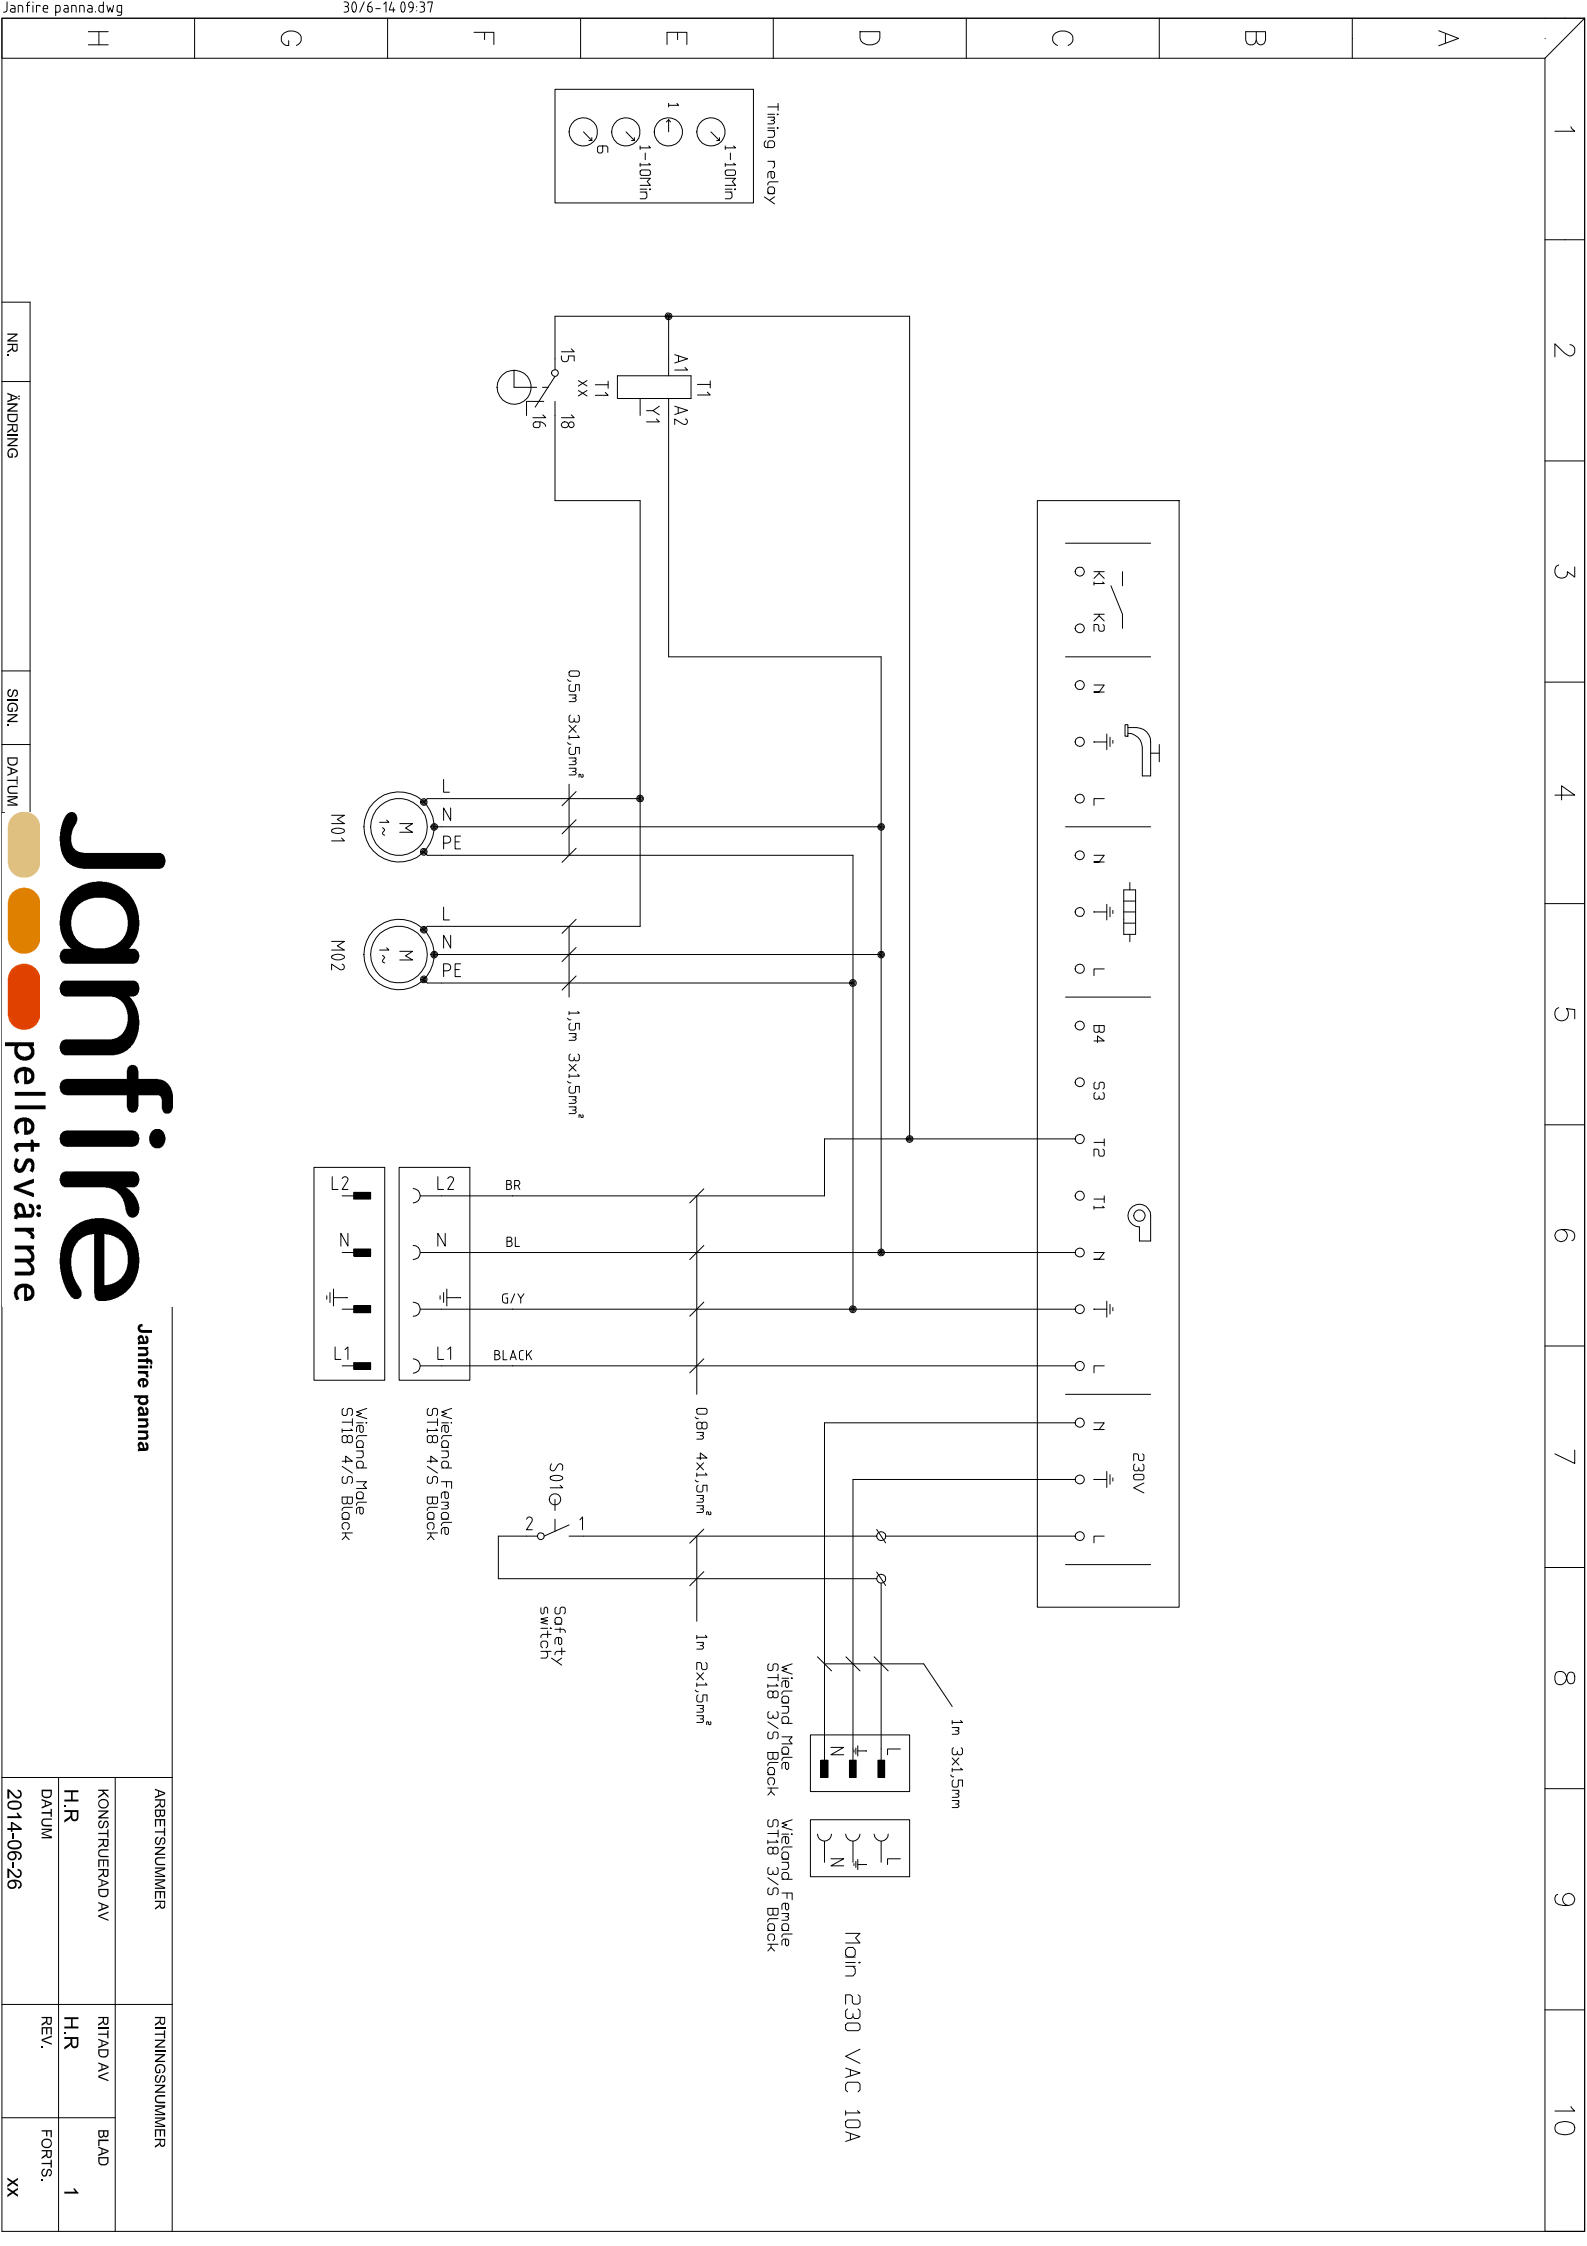 Janfire panna.dwg
30/6-14 09:37
1
2
3
4
5
6
7
8
9
10
A
B
C
D
E
F
G
H
K1
K2
N
L
N
L
B4
S3
T2
T1
N
L
N
230V
L
Timing relay
1-10Min
1
1-10Min
6
A1
T1
A2
Y1
T1
xx
15
18
16
0,5m 3x1,5mm²
L
N
PE
M
1~
M01
L
N
PE
M
1~
M02
1,5m 3x1,5mm²
BR
BL
G/Y
BLACK
L2
N
L1
L2
N
L1
0,8m 4x1,5mm²
Wieland Female
ST18 4/S Black
Wieland Male
ST18 4/S Black
S01
1
2
Safety
switch
1m 2x1,5mm²
1m 3x1,5mm
L
N
Wieland Male
ST18 3/S Black
L
N
Wieland Female
ST18 3/S Black
Main 230 VAC 10A
NR.
ÄNDRING
SIGN.
DATUM
Janfire
pelletsvärme
Janfire panna
ARBETSNUMMER
RITNINGSNUMMER
KONSTRUERAD AV
H.R
RITAD AV
H.R
BLAD
1
DATUM
2014-06-26
REV.
FORTS.
xx